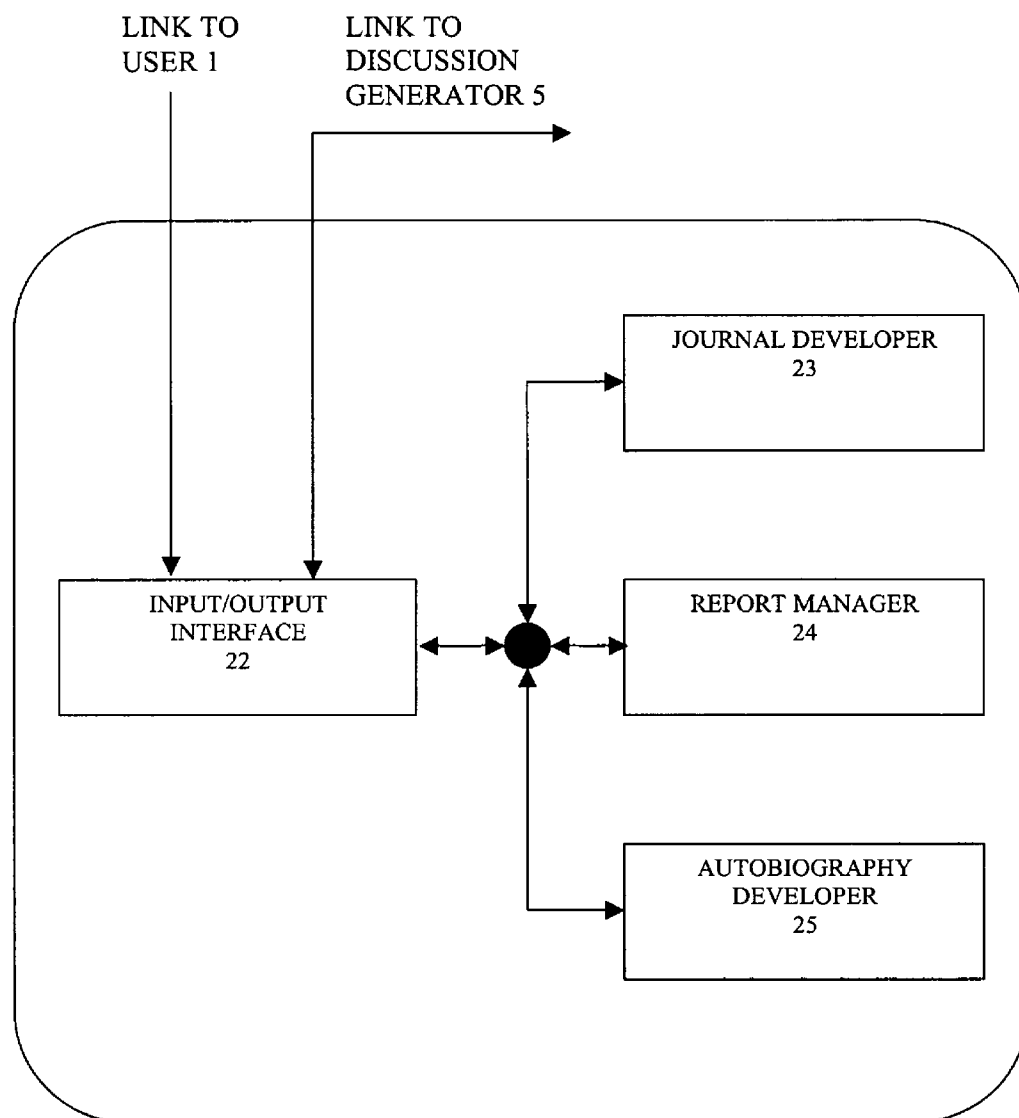 LINK TO
USER 1
LINK TO
DISCUSSION
GENERATOR 5
JOURNAL DEVELOPER
23
INPUT/OUTPUT
INTERFACE
22
REPORT MANAGER
24
AUTOBIOGRAPHY
DEVELOPER
25